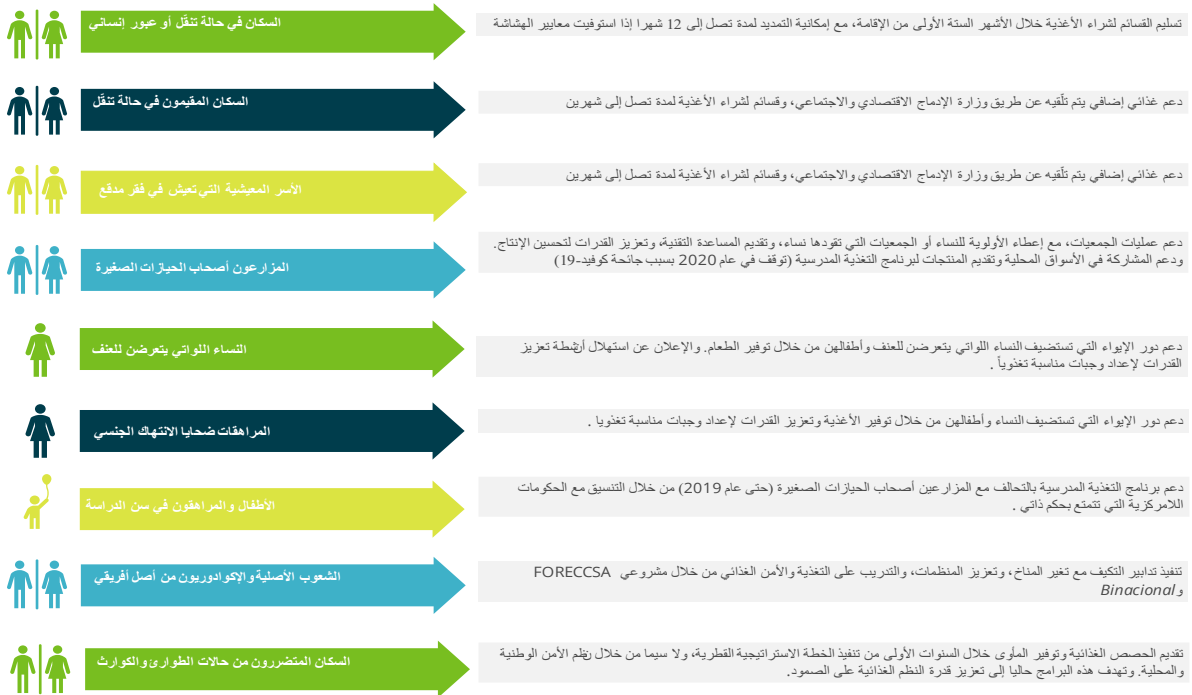 السكان في حالة تنقّل أو عبور إنساني
تسليم القسائم لشراء الأغذية خلال الأشهر الستة الأولى من الإقامة، مع إمكانية التمديد لمدة تصل إلى 12 شهرا إذا استوفيت معايير الهشاشة
السكان المقيمون في حالة تنقّل
دعم غذائي إضافي يتم تلّقيه عن طريق وزارة الإدماج الاقتصادي والاجتماعي، وقسائم لشراء الأغذية لمدة تصل إلى شهرين
الأسر المعيشية التي تعيش في فقر مدقع
دعم غذائي إضافي يتم تلّقيه عن طريق وزارة الإدماج الاقتصادي والاجتماعي، وقسائم لشراء الأغذية لمدة تصل إلى شهرين
المزارعون أصحاب الحيازات الصغيرة
دعم عمليات الجمعيات، مع إعطاء الأولوية للنساء أو الجمعيات التي تقودها نساء، وتقديم المساعدة التقنية، وتعزيز القدرات لتحسين الإنتاج.
ودعم المشاركة في الأسواق المحلية وتقديم المنتجات لبرنامج التغذية المدرسية (توقف في عام 2020 بسبب جائحة كوفيد-19)
النساء اللواتي يتعرضن للعنف
دعم دور الإيواء التي تستضيف النساء اللواتي يتعرضن للعنف وأطفالهن من خلال توفير الطعام. والإعلان عن استهلال أنشطة تعزيز
القدرات لإعداد وجبات مناسبة تغذوياً .
المراهقات ضحايا الانتهاك الجنسي
دعم دور الإيواء التي تستضيف النساء وأطفالهن من خلال توفير الأغذية وتعزيز القدرات لإعداد وجبات مناسبة تغذويا .
الأطفال والمراهقون في سن الدراسة
دعم برنامج التغذية المدرسية بالتحالف مع المزارعين أصحاب الحيازات الصغيرة (حتى عام 2019) من خلال التنسيق مع الحكومات
اللامركزية التي تتمتع بحكم ذاتي .
الشعوب الأصلية والإكوادوريون من أصل أفريقي
تنفيذ تدابير التكيف مع تغير المناخ، وتعزيز المنظمات، والتدريب على التغذية والأمن الغذائي من خلال مشروعي FORECCSA
و Binacional
السكان المتضررون من حالات الطوارئ والكوارث
تقديم الحصص الغذائية وتوفير المأوى خلال السنوات الأولى من تنفيذ الخطة الاستراتيجية القطرية، ولا سيما من خلال نظم الأمن الوطنية
والمحلية. وتهدف هذه البرامج حاليا إلى تعزيز قدرة النظم الغذائية على الصمود.